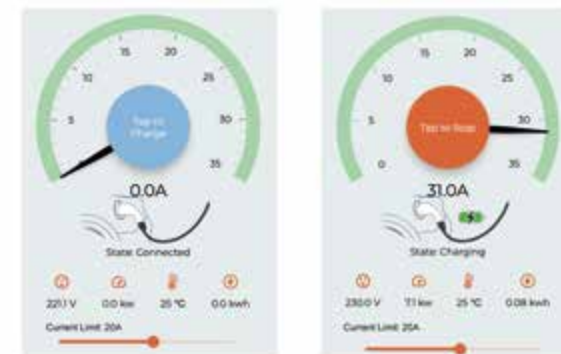 15 20
10 25
5 30
35
Tap to
Charge
0.0A
State: Connected
221.1 V 0.0 kw 25 °C 0.0 kwh
Current Limit: 20A
15 20
10 25
5 30
0 35
Tap to Stop
31.0A
State: Charging
230.0 V 7.1 kw 25 °C 0.08 kwh
Current Limit: 20A